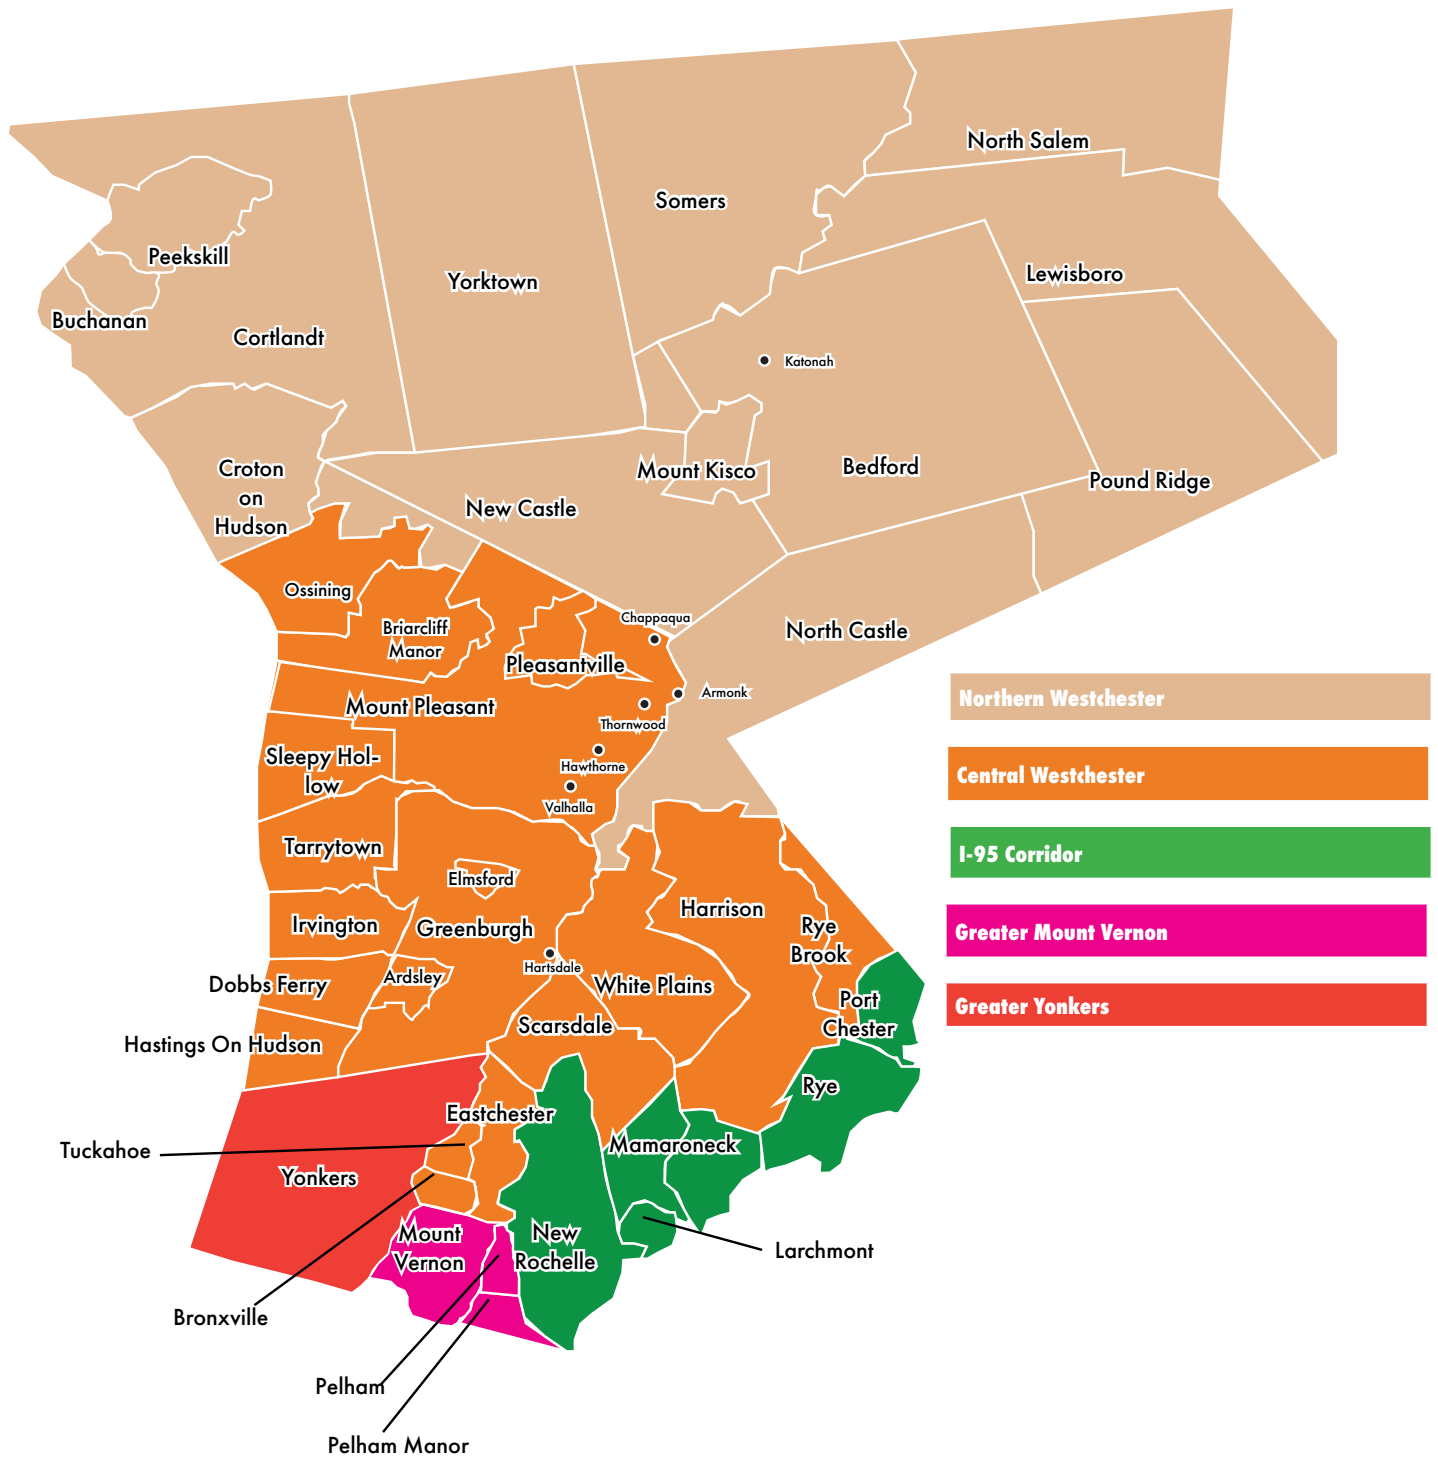 North Salem
Somers
Peekskill
Lewisboro
Yorktown
Buchanan
Cortlandt
Katonah
Croton
on
Hudson
Mount Kisco
Bedford
Pound Ridge
New Castle
Ossining
Chappaqua
Briarcliff
Manor
North Castle
Pleasantville
Armonk
Mount Pleasant
Thornwood
Northern Westchester
Sleepy Hol-
low
Hawthorne
Central Westchester
Valhalla
Tarrytown
I-95 Corridor
Elmsford
Harrison
Irvington
Greenburgh
Rye
Brook
Greater Mount Vernon
Hartsdale
Dobbs Ferry
Ardsley
White Plains
Port
Chester
Greater Yonkers
Scarsdale
Hastings On Hudson
Rye
Eastchester
Tuckahoe
Mamaroneck
Yonkers
Mount
Vernon
New
Rochelle
Larchmont
Bronxville
Pelham
Pelham Manor